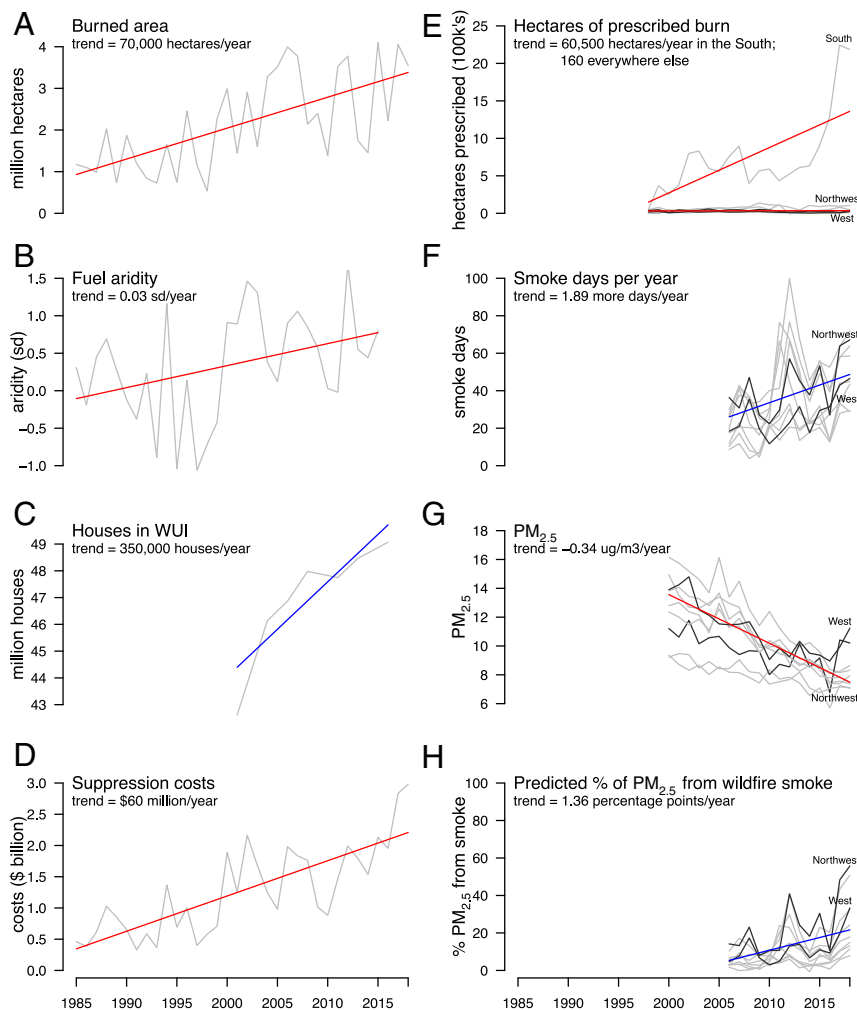 A
Burned area
trend = 70,000 hectares/year
million hectares
4
3
2
1
0
B
Fuel aridity
trend = 0.03 sd/year
aridity (sd)
1.5
1.0
0.5
0.0
−0.5
−1.0
C
Houses in WUI
trend = 350,000 houses/year
million houses
49
48
47
46
45
44
43
D
Suppression costs
trend = $60 million/year
costs ($ billion)
3.0
2.5
2.0
1.5
1.0
0.5
0.0
1985 1990 1995 2000 2005 2010 2015
E
Hectares of prescribed burn
trend = 60,500 hectares/year in the South;
160 everywhere else
hectares prescribed (100k's)
25
20
15
10
5
0
South
Northwes
West
F
Smoke days per year
trend = 1.89 more days/year
smoke days
100
80
60
40
20
0
Northwes
West
G
PM2.5
trend = −0.34 ug/m3/year
PM2.5
18
16
14
12
10
8
6
West
Northwes
H
Predicted % of PM2.5 from wildfire smoke
trend = 1.36 percentage points/year
% PM2.5 from smoke
100
80
60
40
20
0
Northwes
West
1985 1990 1995 2000 2005 2010 2015